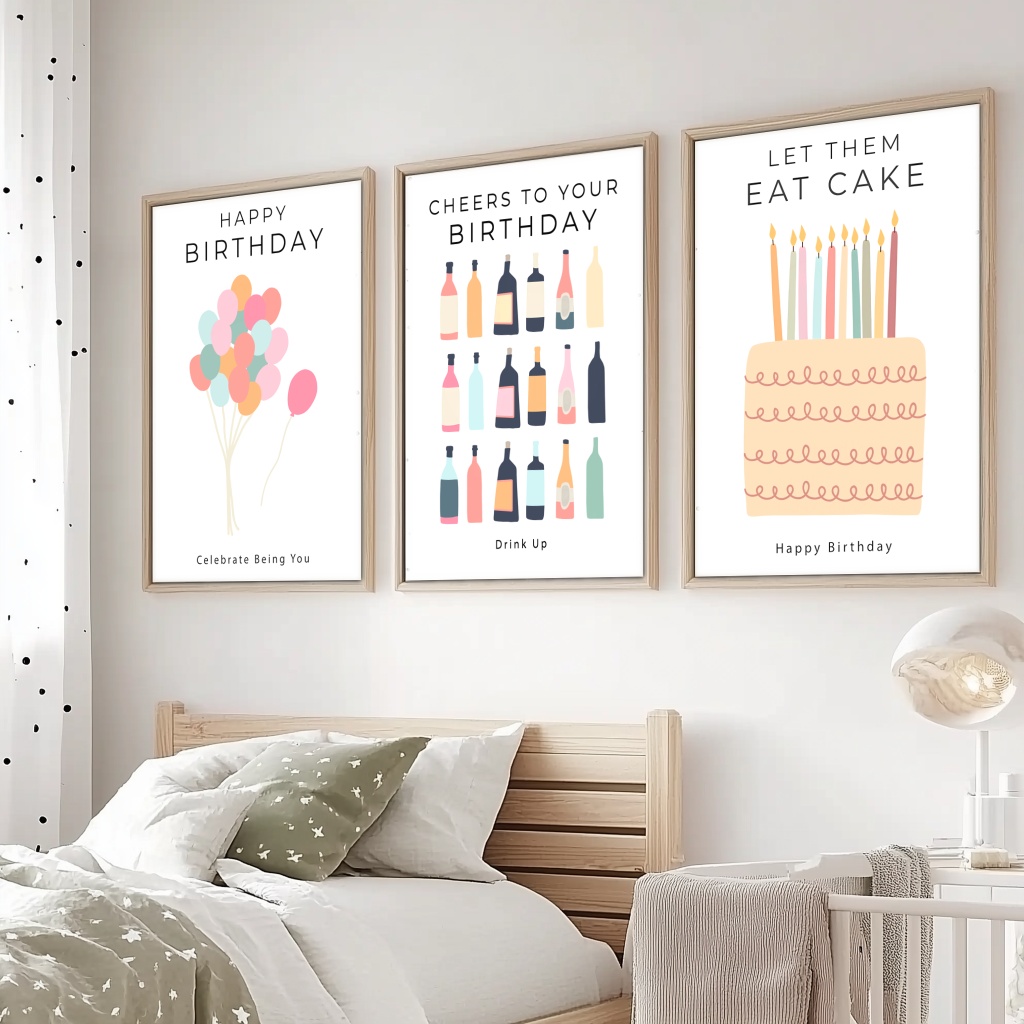 HAPPY
BIRTHDAY
Celebrate Being You
CHEERS TO YOUR
BIRTHDAY
Drink Up
LET THEM
EAT CAKE
Happy Birthday